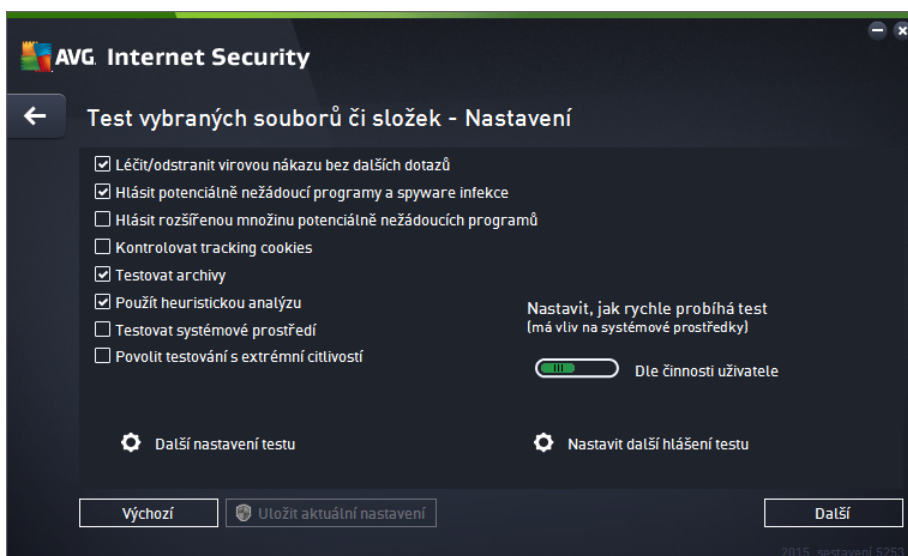 AVG. Internet Security
Test vybraných souborů či složek - Nastavení
Léčit/odstranit virovou nákazu bez dalších dotazů
Hlásit potenciálně nežádoucí programy a spyware infekce
Hlásit rozšířenou množinu potenciálně nežádoucích programů
Kontrolovat tracking cookies
Testovat archivy
Použít heuristickou analýzu
Testovat systémové prostředí
Povolit testování s extrémní citlivostí
Nastavit, jak rychle probíhá test
(má vliv na systémové prostředky)
Dle činnosti uživatele
Další nastavení testu
Nastavit další hlášení testu
Výchozí
Uložit aktuální nastavení
Další
2015, sestavení 5253